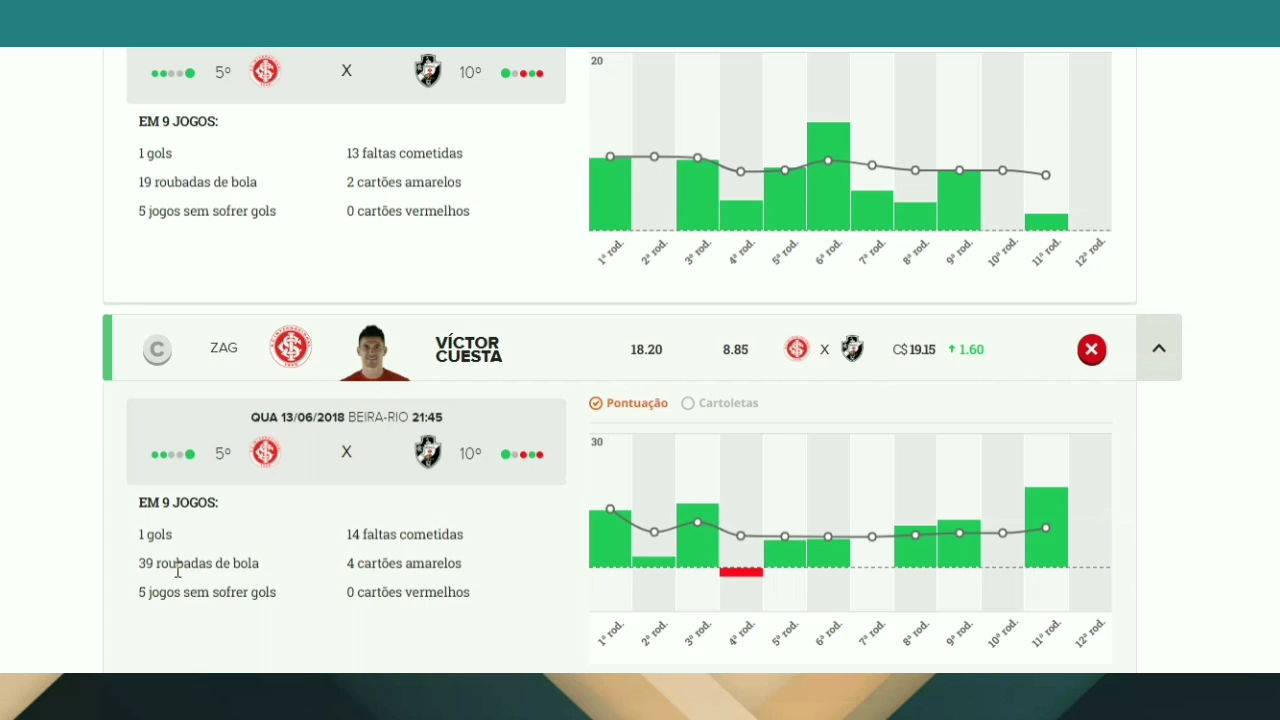 5º X 10º
EM 9 JOGOS:
1 gols 13 faltas cometidas
19 roubadas de bola 2 cartões amarelos
5 jogos sem sofrer gols 0 cartões vermelhos
20
1ª rod. 2ª rod. 3ª rod. 4ª rod. 5ª rod. 6ª rod. 7ª rod. 8ª rod. 9ª rod. 10ª rod. 11ª rod. 12ª rod.
C ZAG VÍCTOR CUESTA 18.20 8.85 X C$ 19.15 1.60
QUA 13/06/2018 BEIRA-RIO 21:45
5º X 10º
EM 9 JOGOS:
1 gols 14 faltas cometidas
39 roubadas de bola 4 cartões amarelos
5 jogos sem sofrer gols 0 cartões vermelhos
Pontuação Cartoletas
30
1ª rod. 2ª rod. 3ª rod. 4ª rod. 5ª rod. 6ª rod. 7ª rod. 8ª rod. 9ª rod. 10ª rod. 11ª rod. 12ª rod.